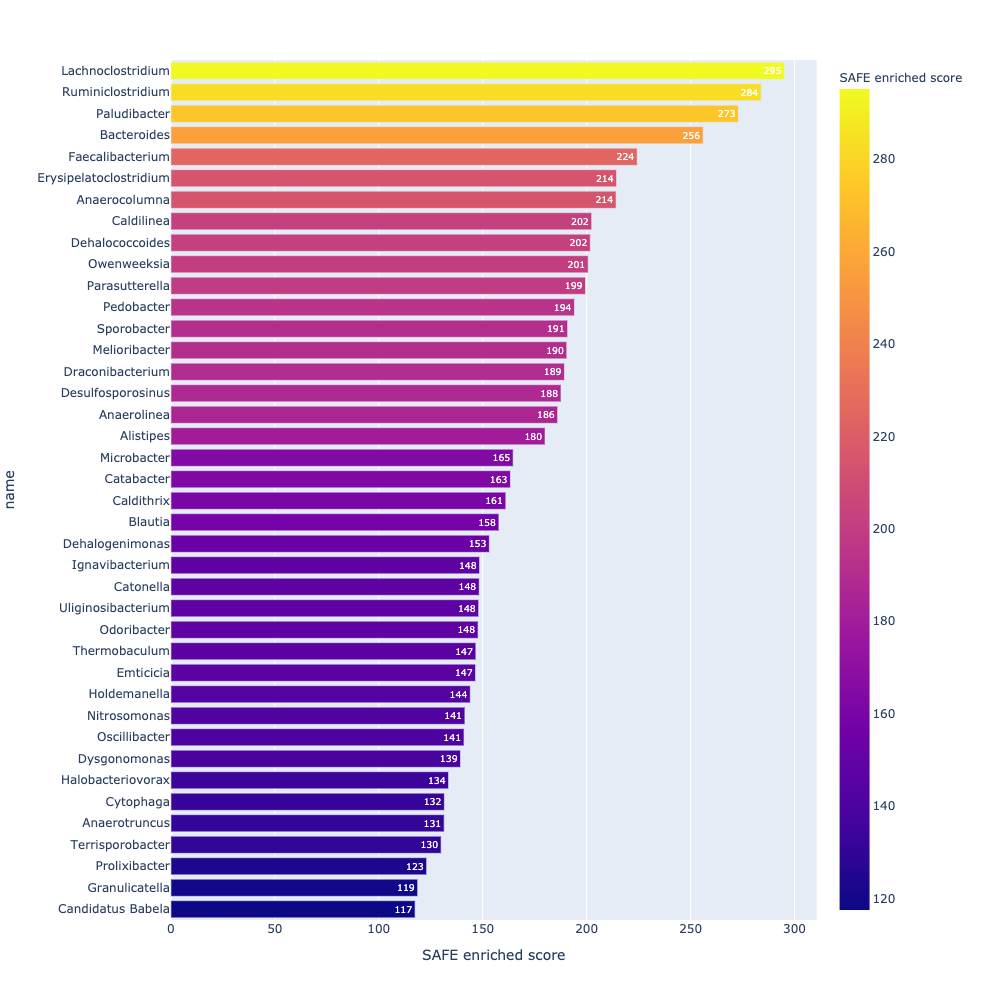 Lachnoclostridium 295
Ruminiclostridium 284
Paludibacter 273
Bacteroides 256
Faecalibacterium 224
Erysipelatoclostridium 214
Anaerocolumna 214
Caldilinea 202
Dehalococcoides 202
Owenweeksia 201
Parasutterella 199
Pedobacter 194
Sporobacter 191
Melioribacter 190
Draconibacterium 189
Desulfosporosinus 188
Anaerolinea 186
Alistipes 180
Microbacter 165
Catabacter 163
Caldithrix 161
Blautia 158
Dehalogenimonas 153
Ignavibacterium 148
Catonella 148
Uliginosibacterium 148
Odoribacter 148
Thermobaculum 147
Emticicia 147
Holdemanella 144
Nitrosomonas 141
Oscillibacter 141
Dysgonomonas 139
Halobacteriovorax 134
Cytophaga 132
Anaerotruncus 131
Terrisporobacter 130
Prolixibacter 123
Granulicatella 119
Candidatus Babela 117
0 50 100 150 200 250 300
SAFE enriched score
name
SAFE enriched score
280
260
240
220
200
180
160
140
120